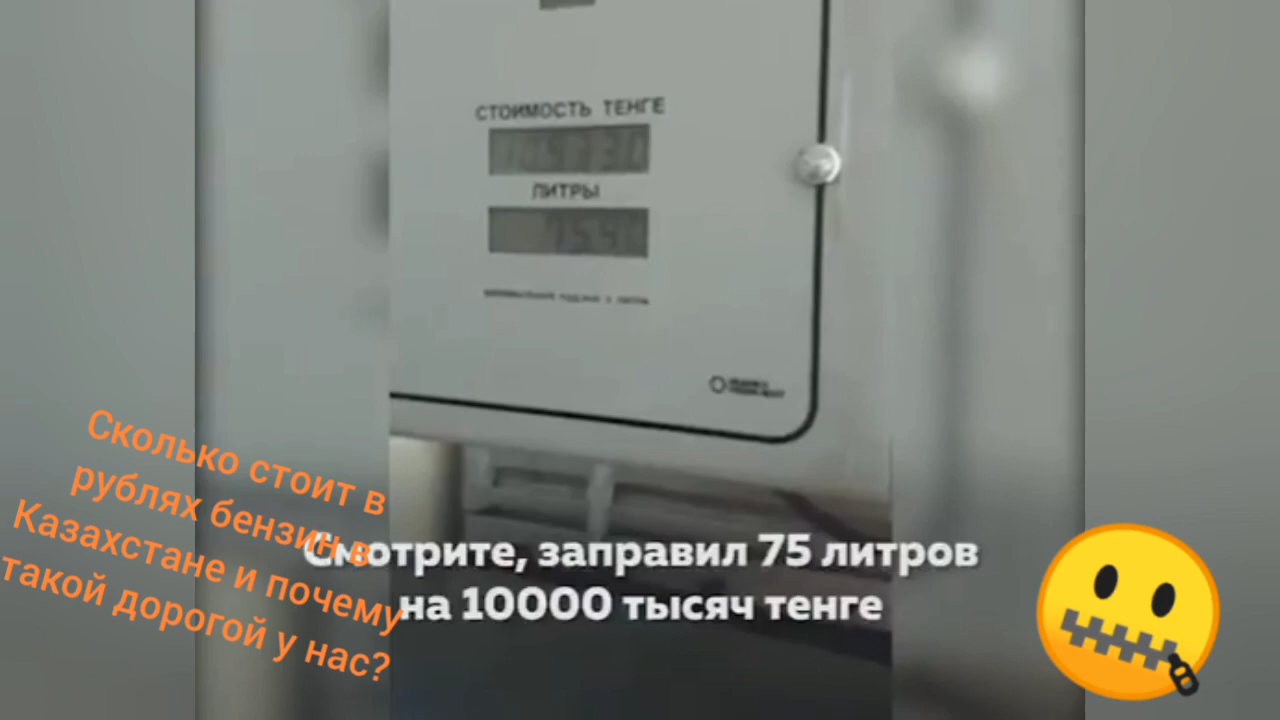 СТОИМОСТЬ ТЕНГЕ
ЛИТРЫ
Сколько стоит в
рублях бензин в
Казахстане и почему
такой дорогой у нас?
Смотрите, заправил 75 литров
на 10000 тысяч тенге